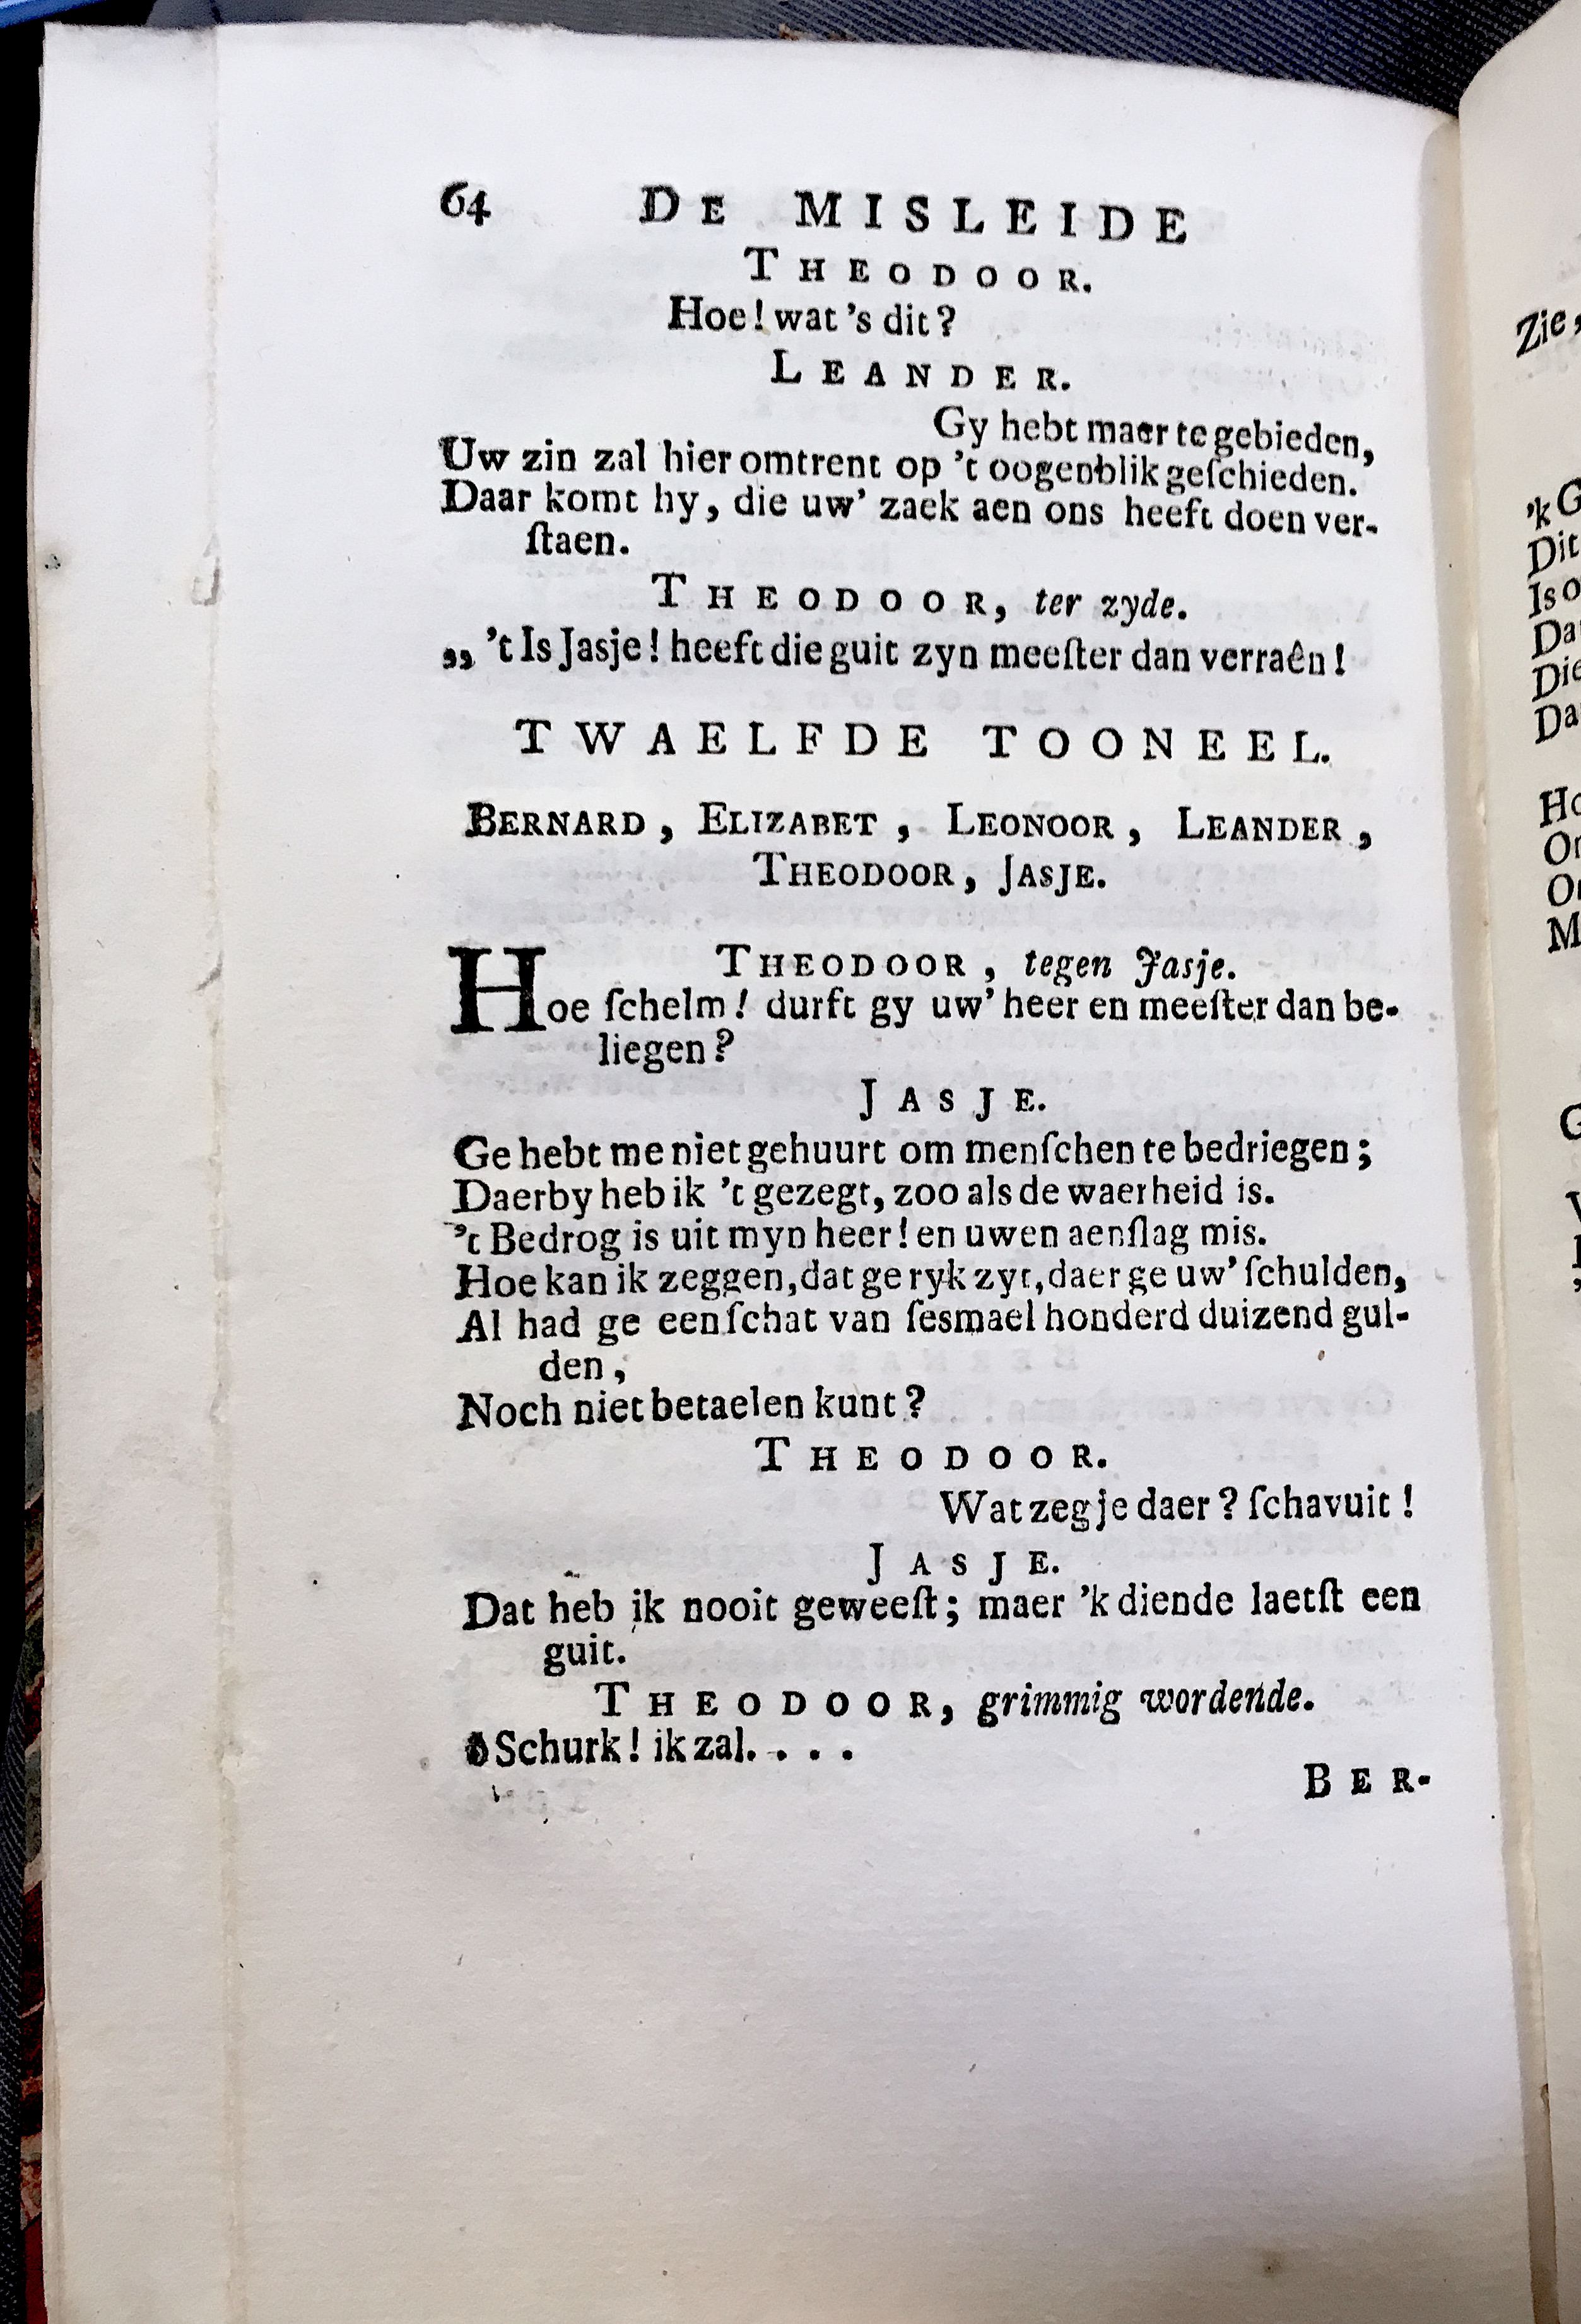 64 DE MISLEIDE
THEODOOR.
Hoe! wat 's dit?
LEANDER.
Gy hebt maer te gebieden,
Uw zin zal hier omtrent op 't oogenblik geſchieden.
Daar komt hy, die uw' zaek aen ons heeft doen ver-
ſtaen.
THEODOOR, ter zyde.
„ 't Is Jasje! heeft die guit zyn meeſter dan verraên!
TWAELFDE TOONEEL.
BERNARD, ELIZABET, LEONOOR, LEANDER,
THEODOOR, JASJE.
THEODOOR, tegen Jasje.
Hoe ſchelm! durft gy uw' heer en meeſter dan be-
liegen?
JASJE.
Ge hebt me niet gehuurt om menſchen te bedriegen;
Daerby heb ik 't gezegt, zoo als de waerheid is.
't Bedrog is uit myn heer! en uwen aenſlag mis.
Hoe kan ik zeggen, dat ge ryk zyt, daer ge uw' ſchulden,
Al had ge een ſchat van ſesmael honderd duizend gul-
den,
Noch niet betaelen kunt?
THEODOOR.
Wat zeg je daer? ſchavuit!
JASJE.
Dat heb ik nooit geweeſt; maer 'k diende laetſt een
guit.
THEODOOR, grimmig wordende.
ô Schurk! ik zal. . . .
BER-
Zie,
'k G
Dit
Is o
Die
Da
Ho
M